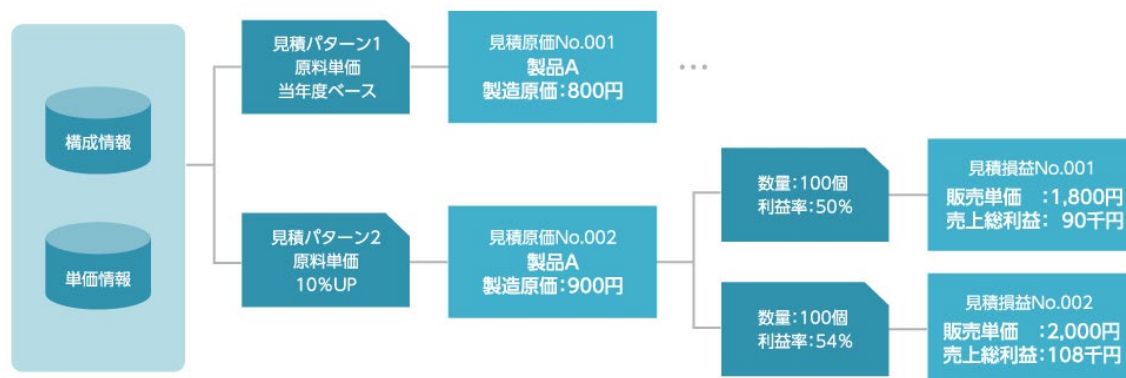 構成情報
単価情報
見積パターン1
原料単価
当年度ベース
見積原価No.001
製品A
製造原価:800円
…
見積パターン2
原料単価
10%UP
見積原価No.002
製品A
製造原価:900円
数量:100個
利益率:50%
見積損益No.001
販売単価 :1,800円
売上総利益: 90千円
数量:100個
利益率:54%
見積損益No.002
販売単価 :2,000円
売上総利益:108千円